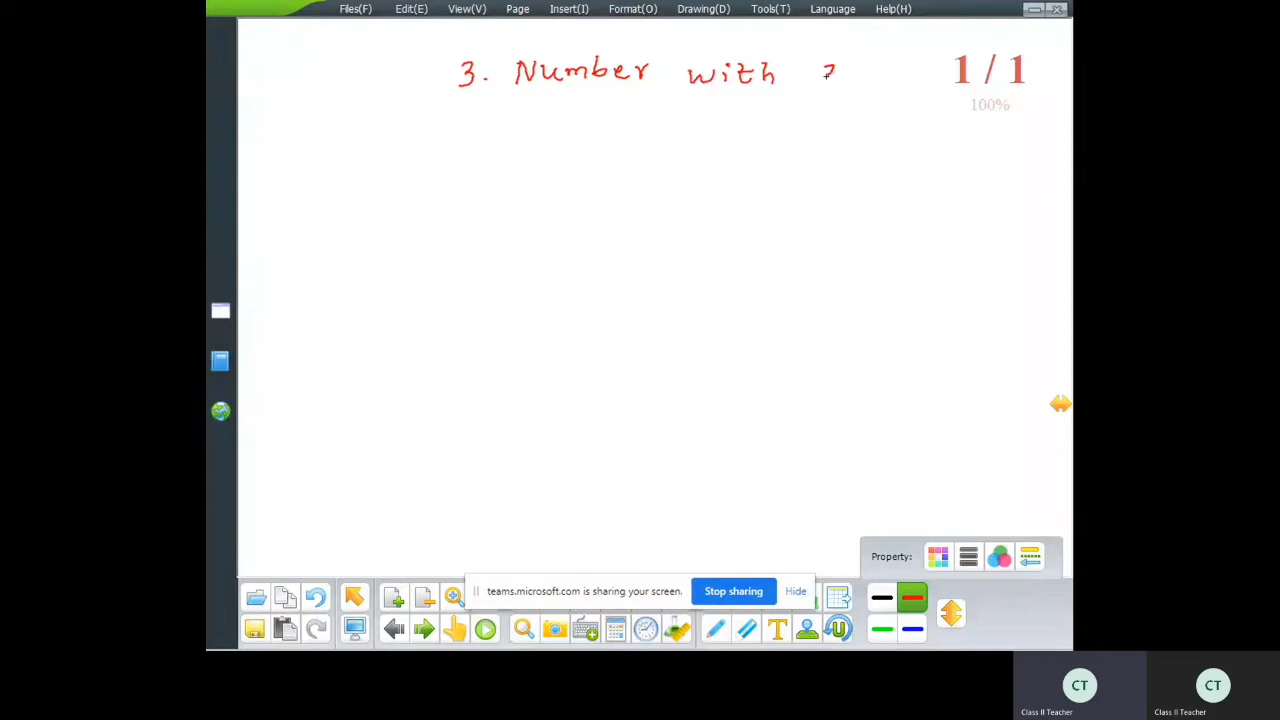 Files(F) Edit(E) View(V) Page Insert(I) Format(O) Drawing(D) Tools(T) Language Help(H)
3. Number with
1 / 1
100%
Property:
teams.microsoft.com is sharing your screen. Stop sharing Hide
CT CT
Class II Teacher Class II Teacher